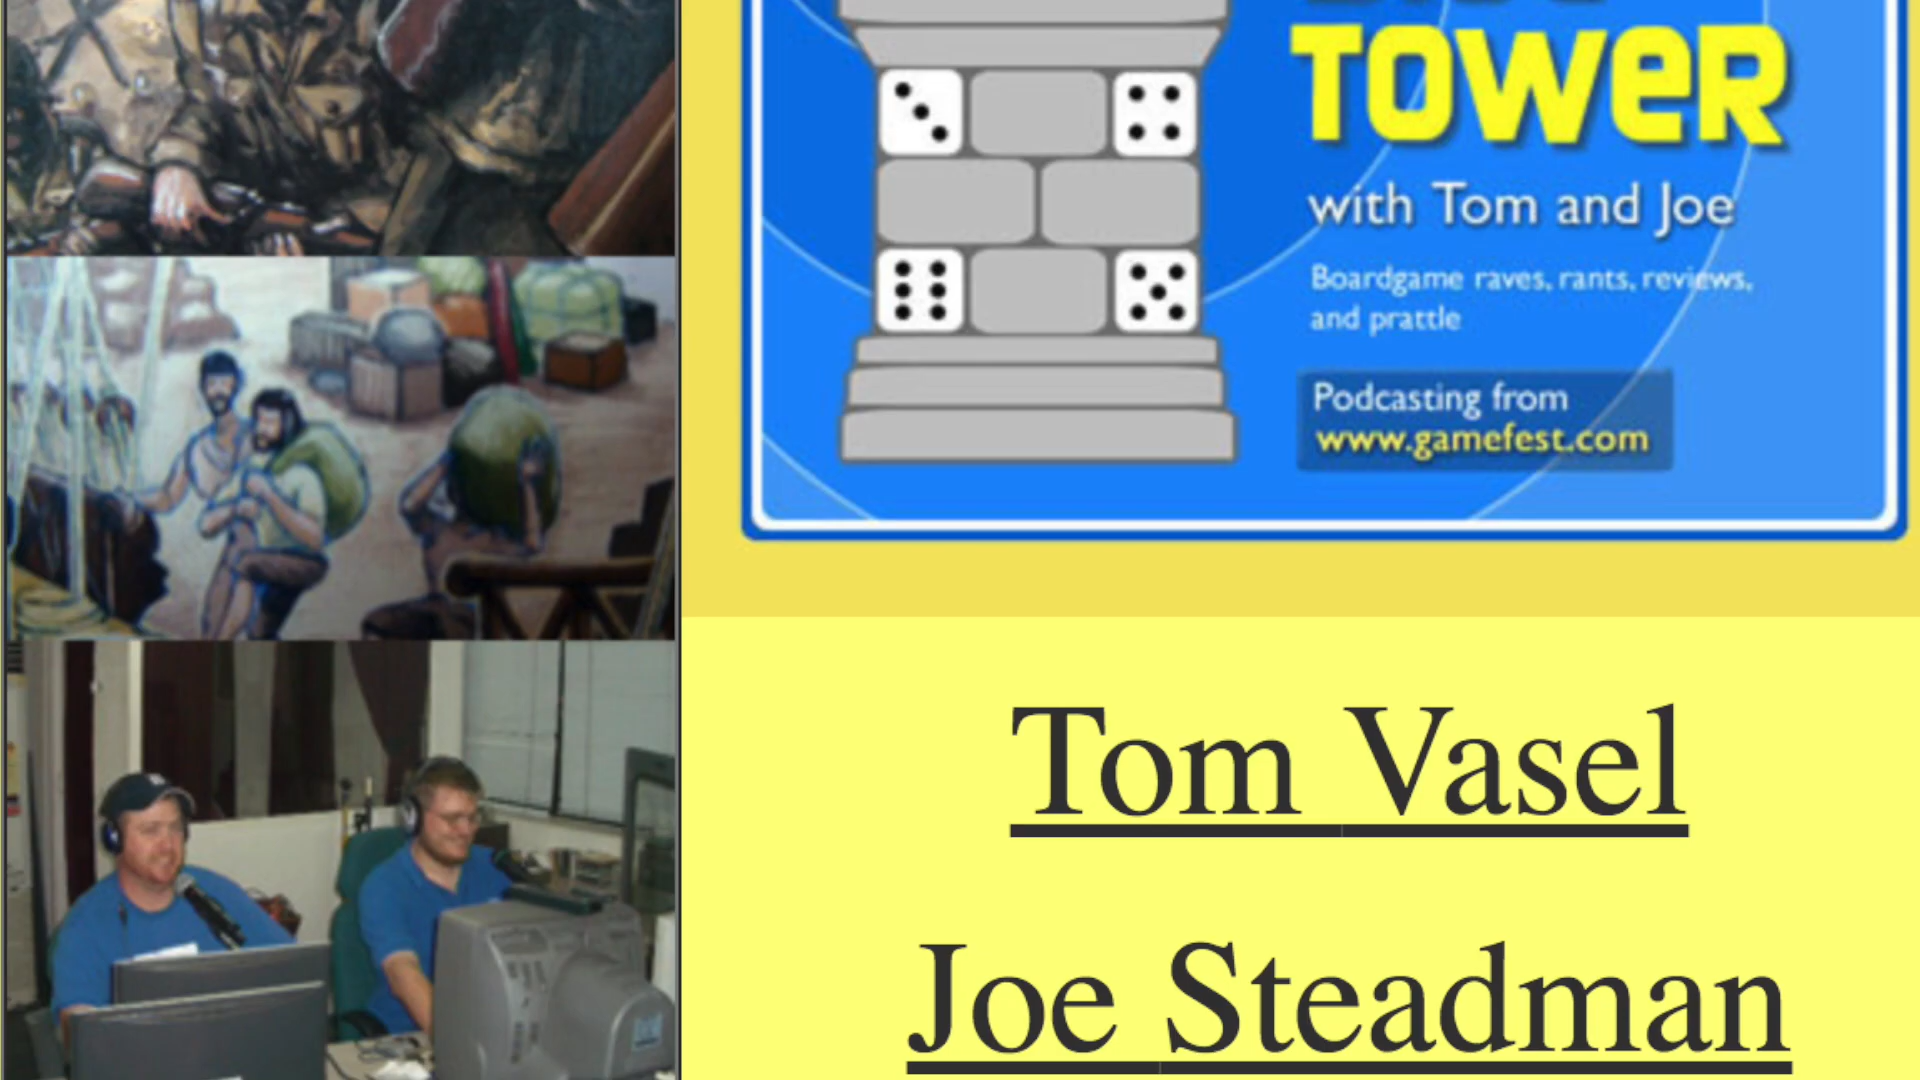 TOWER
with Tom and Joe
Boardgame raves, rants, reviews,
and prattle
Podcasting from
www.gamefest.com
Tom Vasel
Joe Steadman